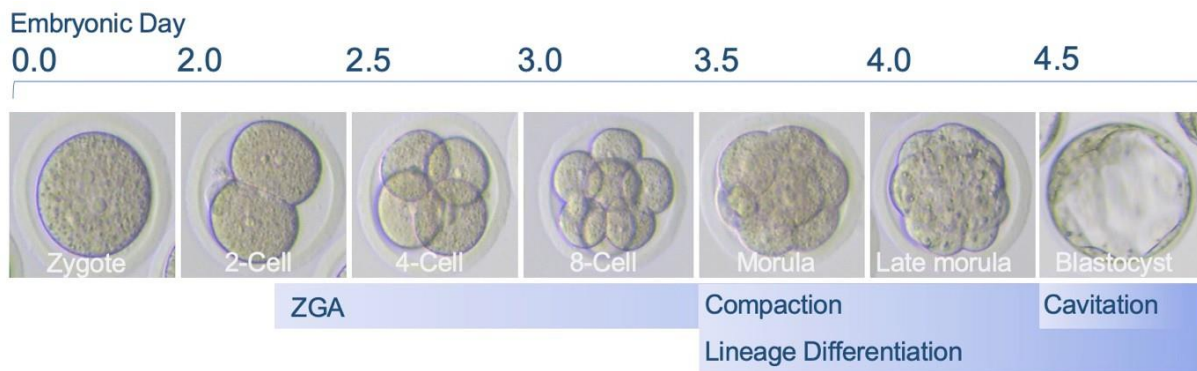 Embryonic Day
0.0 2.0 2.5 3.0 3.5 4.0 4.5
Zygote 2-Cell 4-Cell 8-Cell Morula Late morula Blastocyst
ZGA Compaction Cavitation
Lineage Differentiation